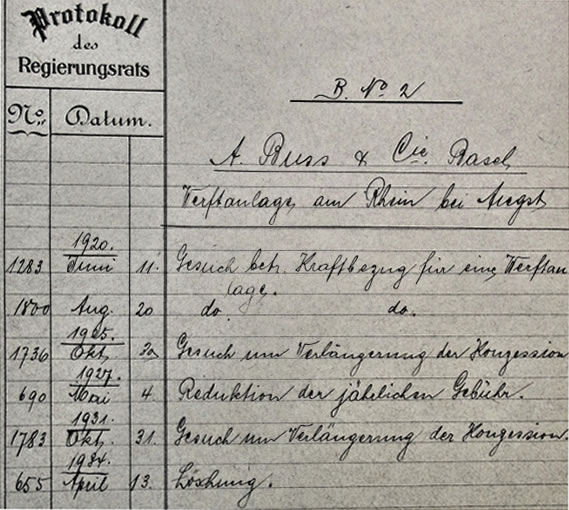 Protokoll
des
Regierungsrats
No. Datum.
B. No. 2
A. Buss & Cie. Basel
Werftanlage am Rhein bei Augst
1920.
1283 Juni 11. Gesuch betr. Kraftbezug für eine Werftan
lage.
1800 Aug. 20 do. do.
1925.
1736 Okt. 30 Gesuch um Verlängerung der Konzession
1927.
690 Mai 4. Reduktion der jährlichen Gebühr.
1931.
1783 Okt. 31. Gesuch um Verlängerung der Konzession.
1934.
655 April 13. Löschung.